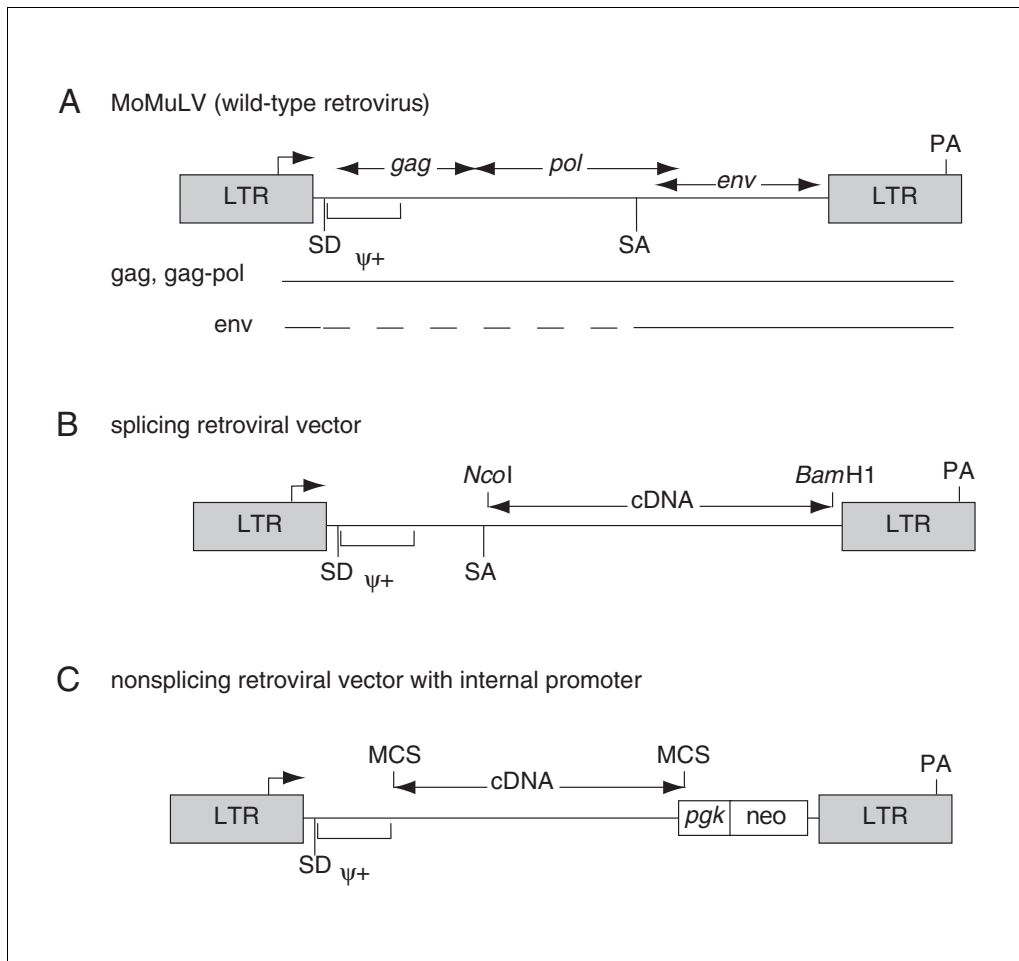 A MoMuLV (wild-type retrovirus)
PA
gag pol env
LTR LTR
SD SA
ψ+
gag, gag-pol
env
B splicing retroviral vector
NcoI BamH1 PA
cDNA
LTR LTR
SD SA
ψ+
C nonsplicing retroviral vector with internal promoter
MCS MCS PA
cDNA
LTR pgk neo LTR
SD
ψ+